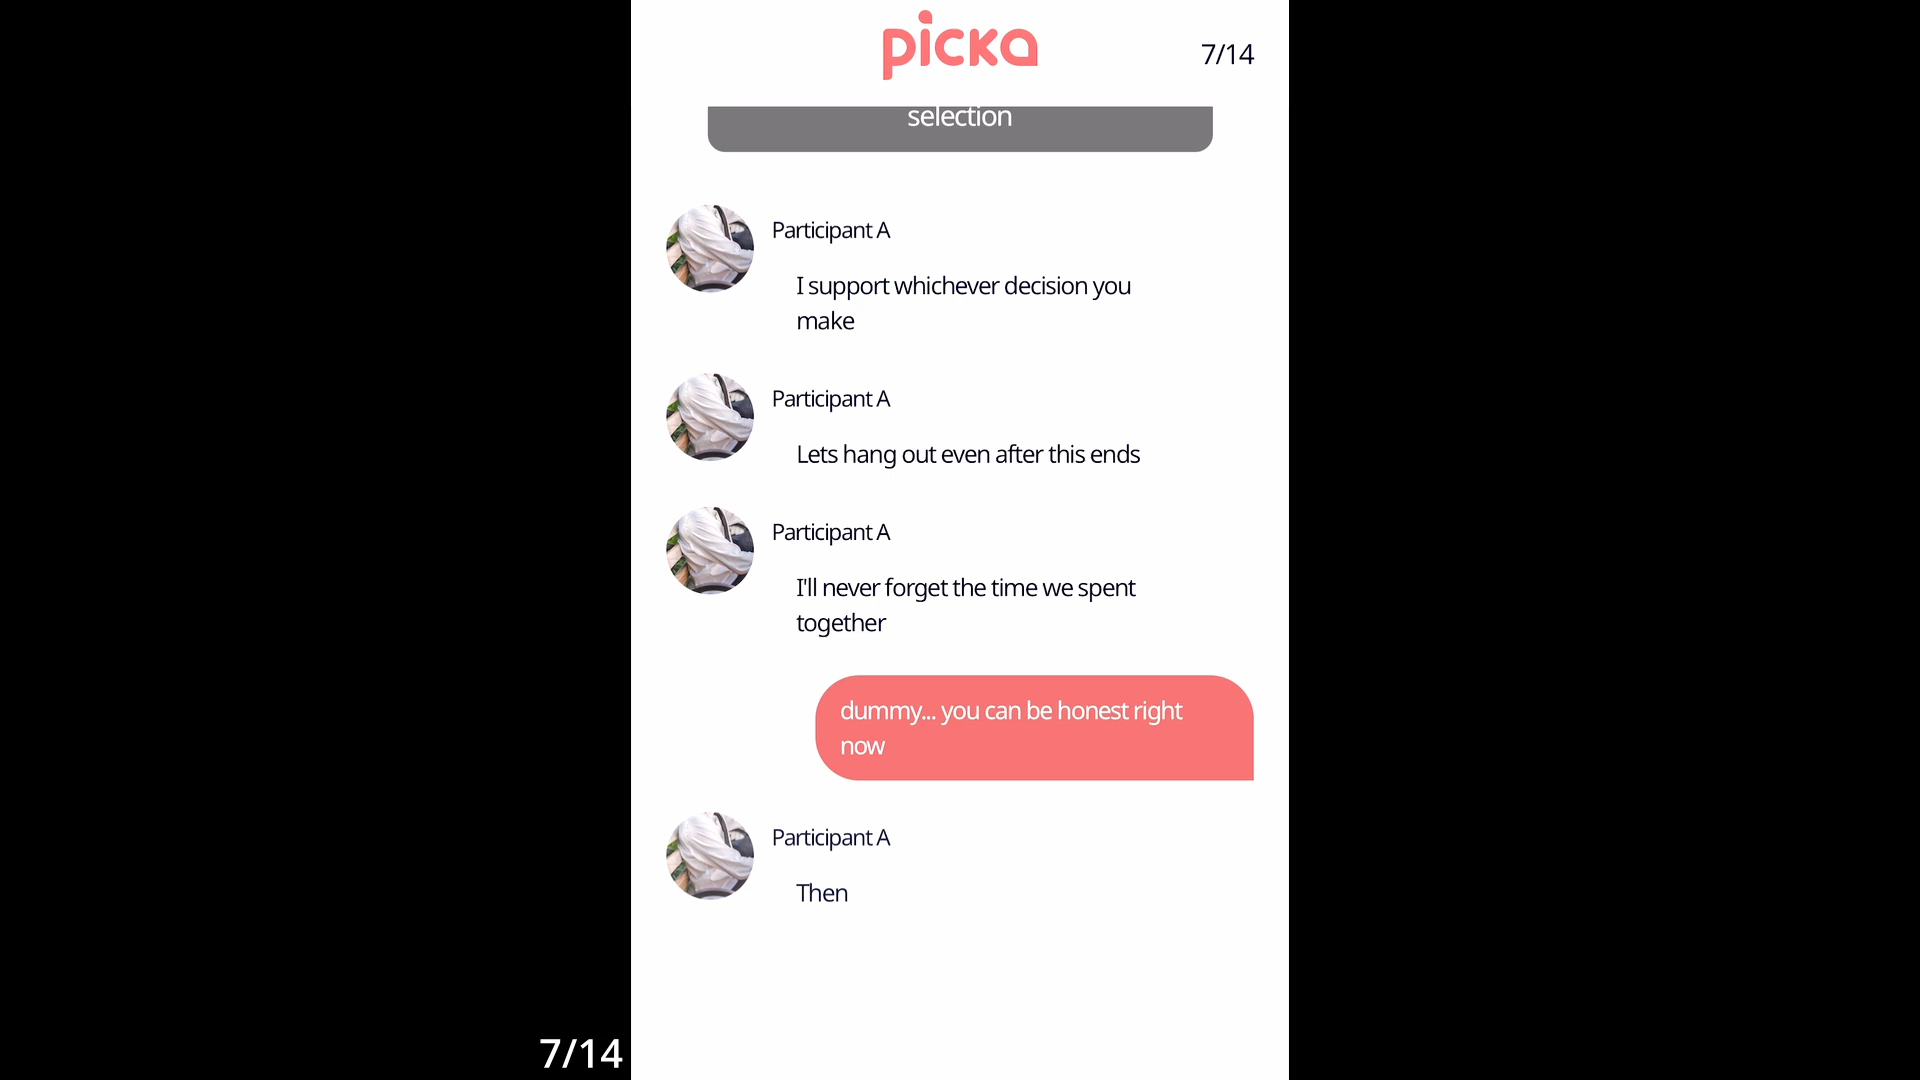 picka
7/14
selection
Participant A
I support whichever decision you
make
Participant A
Lets hang out even after this ends
Participant A
I'll never forget the time we spent
together
dummy... you can be honest right
now
Participant A
Then
7/14